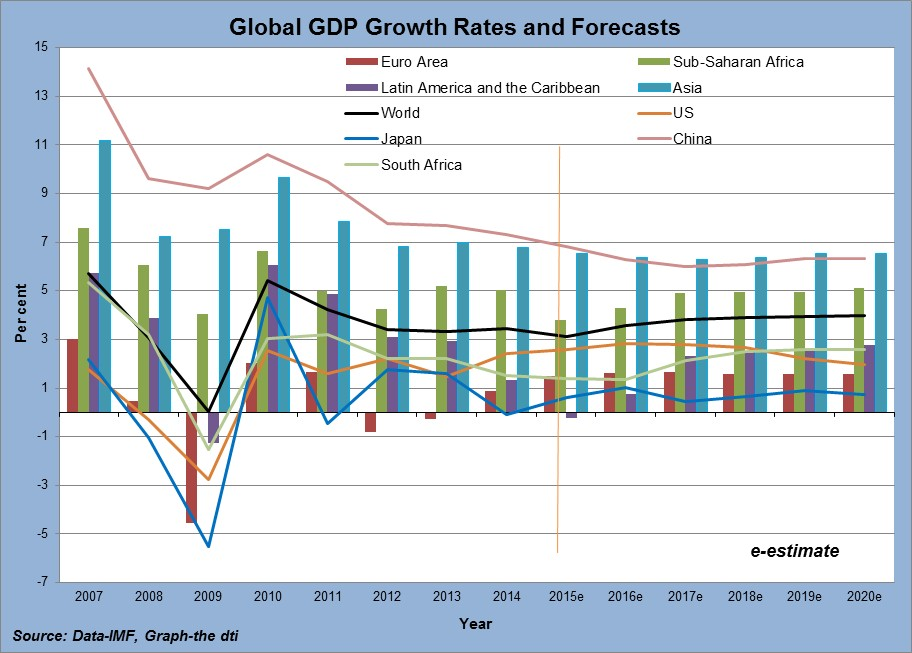 Global GDP Growth Rates and Forecasts
Euro Area
Sub-Saharan Africa
Latin America and the Caribbean
Asia
World
US
Japan
China
South Africa
15
13
11
9
7
5
3
1
-1
-3
-5
-7
Per cent
e-estimate
2007 2008 2009 2010 2011 2012 2013 2014 2015e 2016e 2017e 2018e 2019e 2020e
Year
Source: Data-IMF, Graph-the dti